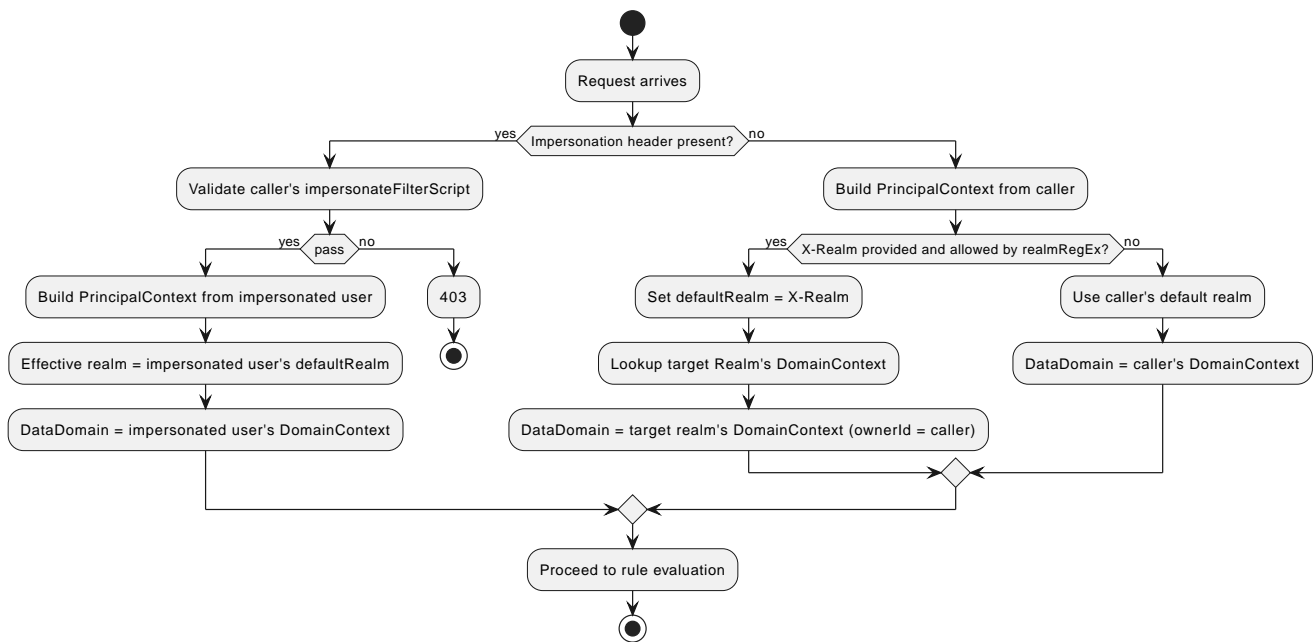 Request arrives
yes
Impersonation header present?
no
Validate caller's impersonateFilterScript
Build PrincipalContext from caller
yes
pass
no
yes
X-Realm provided and allowed by realmRegEx?
no
Build PrincipalContext from impersonated user
403
Set defaultRealm = X-Realm
Use caller's default realm
Effective realm = impersonated user's defaultRealm
Lookup target Realm's DomainContext
DataDomain = caller's DomainContext
DataDomain = impersonated user's DomainContext
DataDomain = target realm's DomainContext (ownerId = caller)
Proceed to rule evaluation